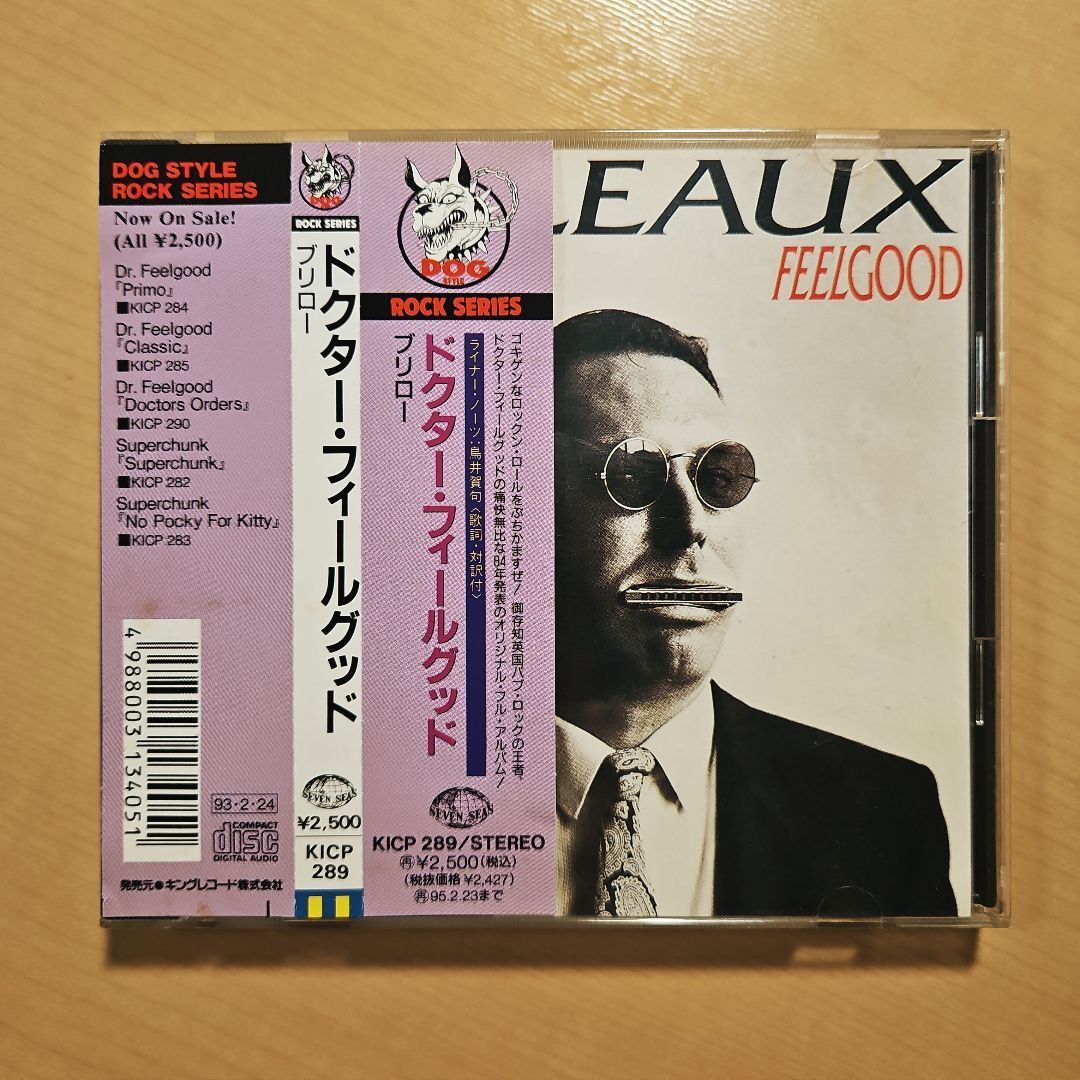 DOG STYLE
ROCK SERIES
Now On Sale!
(All ¥2,500)
Dr. Feelgood
『Primo』
■KICP 284
Dr. Feelgood
『Classic』
■KICP 285
Dr. Feelgood
『Doctors Orders』
■KICP 290
Superchunk
『Superchunk』
■KICP 282
Superchunk
『No Pocky For Kitty』
■KICP 283
4 988003 134051
93・2・24
COMPACT
disc
DIGITAL AUDIO
発売元●キングレコード株式会社
DOG
ROCK SERIES
ドクター・フィールグッド
ブリロー
SEVEN SEAS
¥2,500
KICP
289
DOG
STYLE
ROCK SERIES
ゴキゲンなロックン・ロールをぶちかますぜ! 御存知英国パブ・ロックの王者、
ドクター・フィールグッドの痛快無比な84年発表のオリジナル・フル・アルバム!
ライナー・ノーツ:鳥井賀句〈歌詞・対訳付〉
ドクター・フィールグッド
ブリロー
SEVEN SEAS
KICP 289/STEREO
再¥2,500(税込)
(税抜価格¥2,427)
再95.2.23まで
LEAUX
FEELGOOD